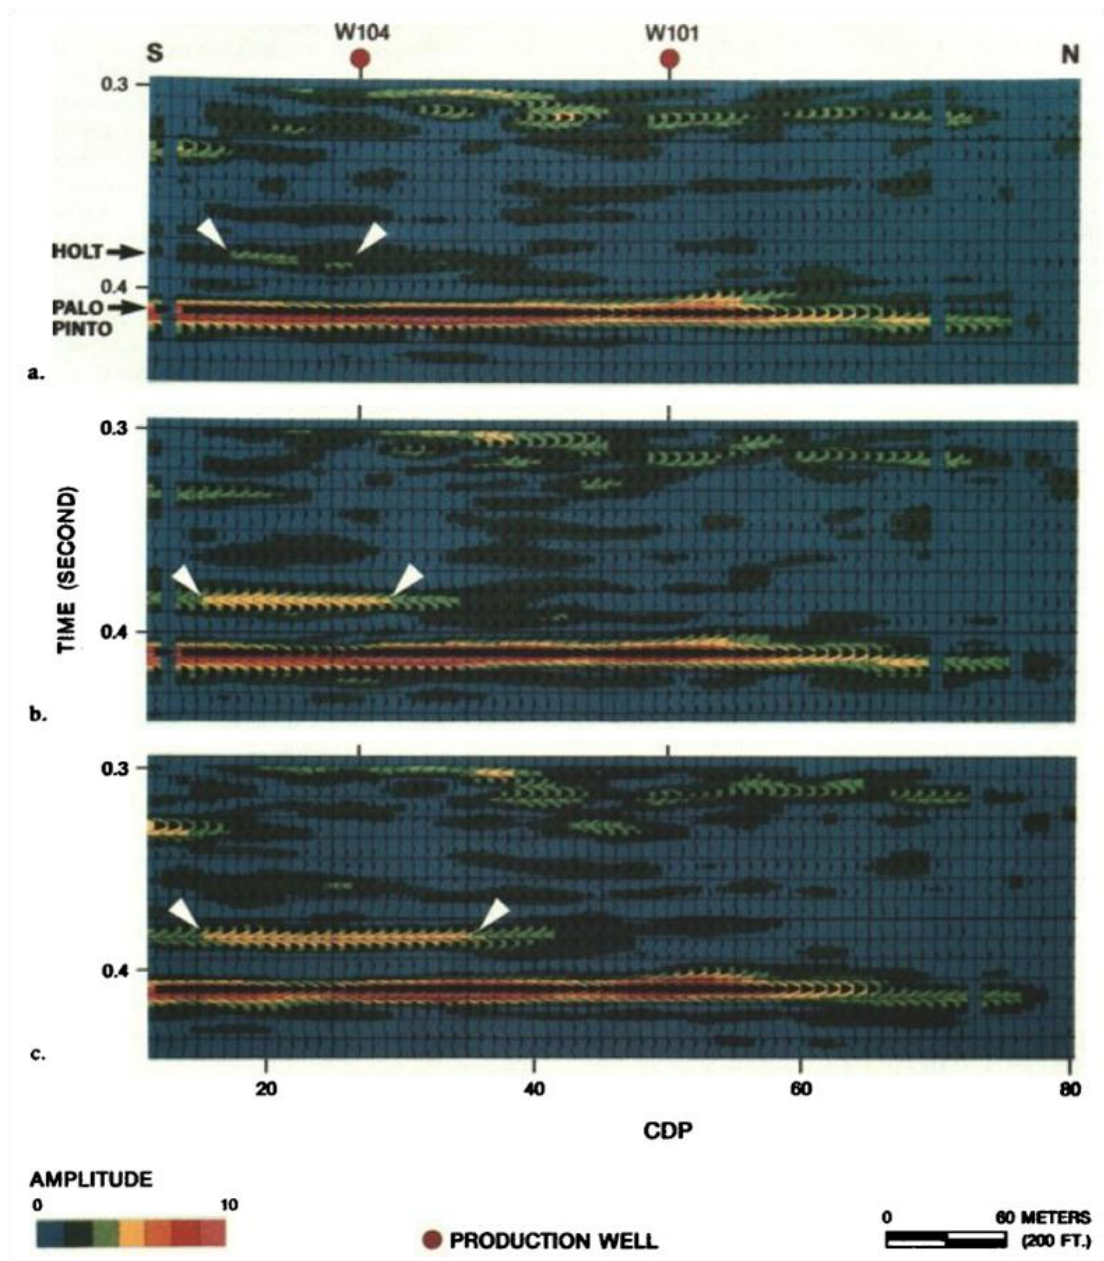 W104 W101
S N
0.3
HOLT
0.4
PALO
PINTO
a.
0.3
TIME (SECOND)
0.4
b.
0.3
0.4
c.
20 40 60 80
CDP
AMPLITUDE
0 10
PRODUCTION WELL
0 60 METERS
(200 FT.)